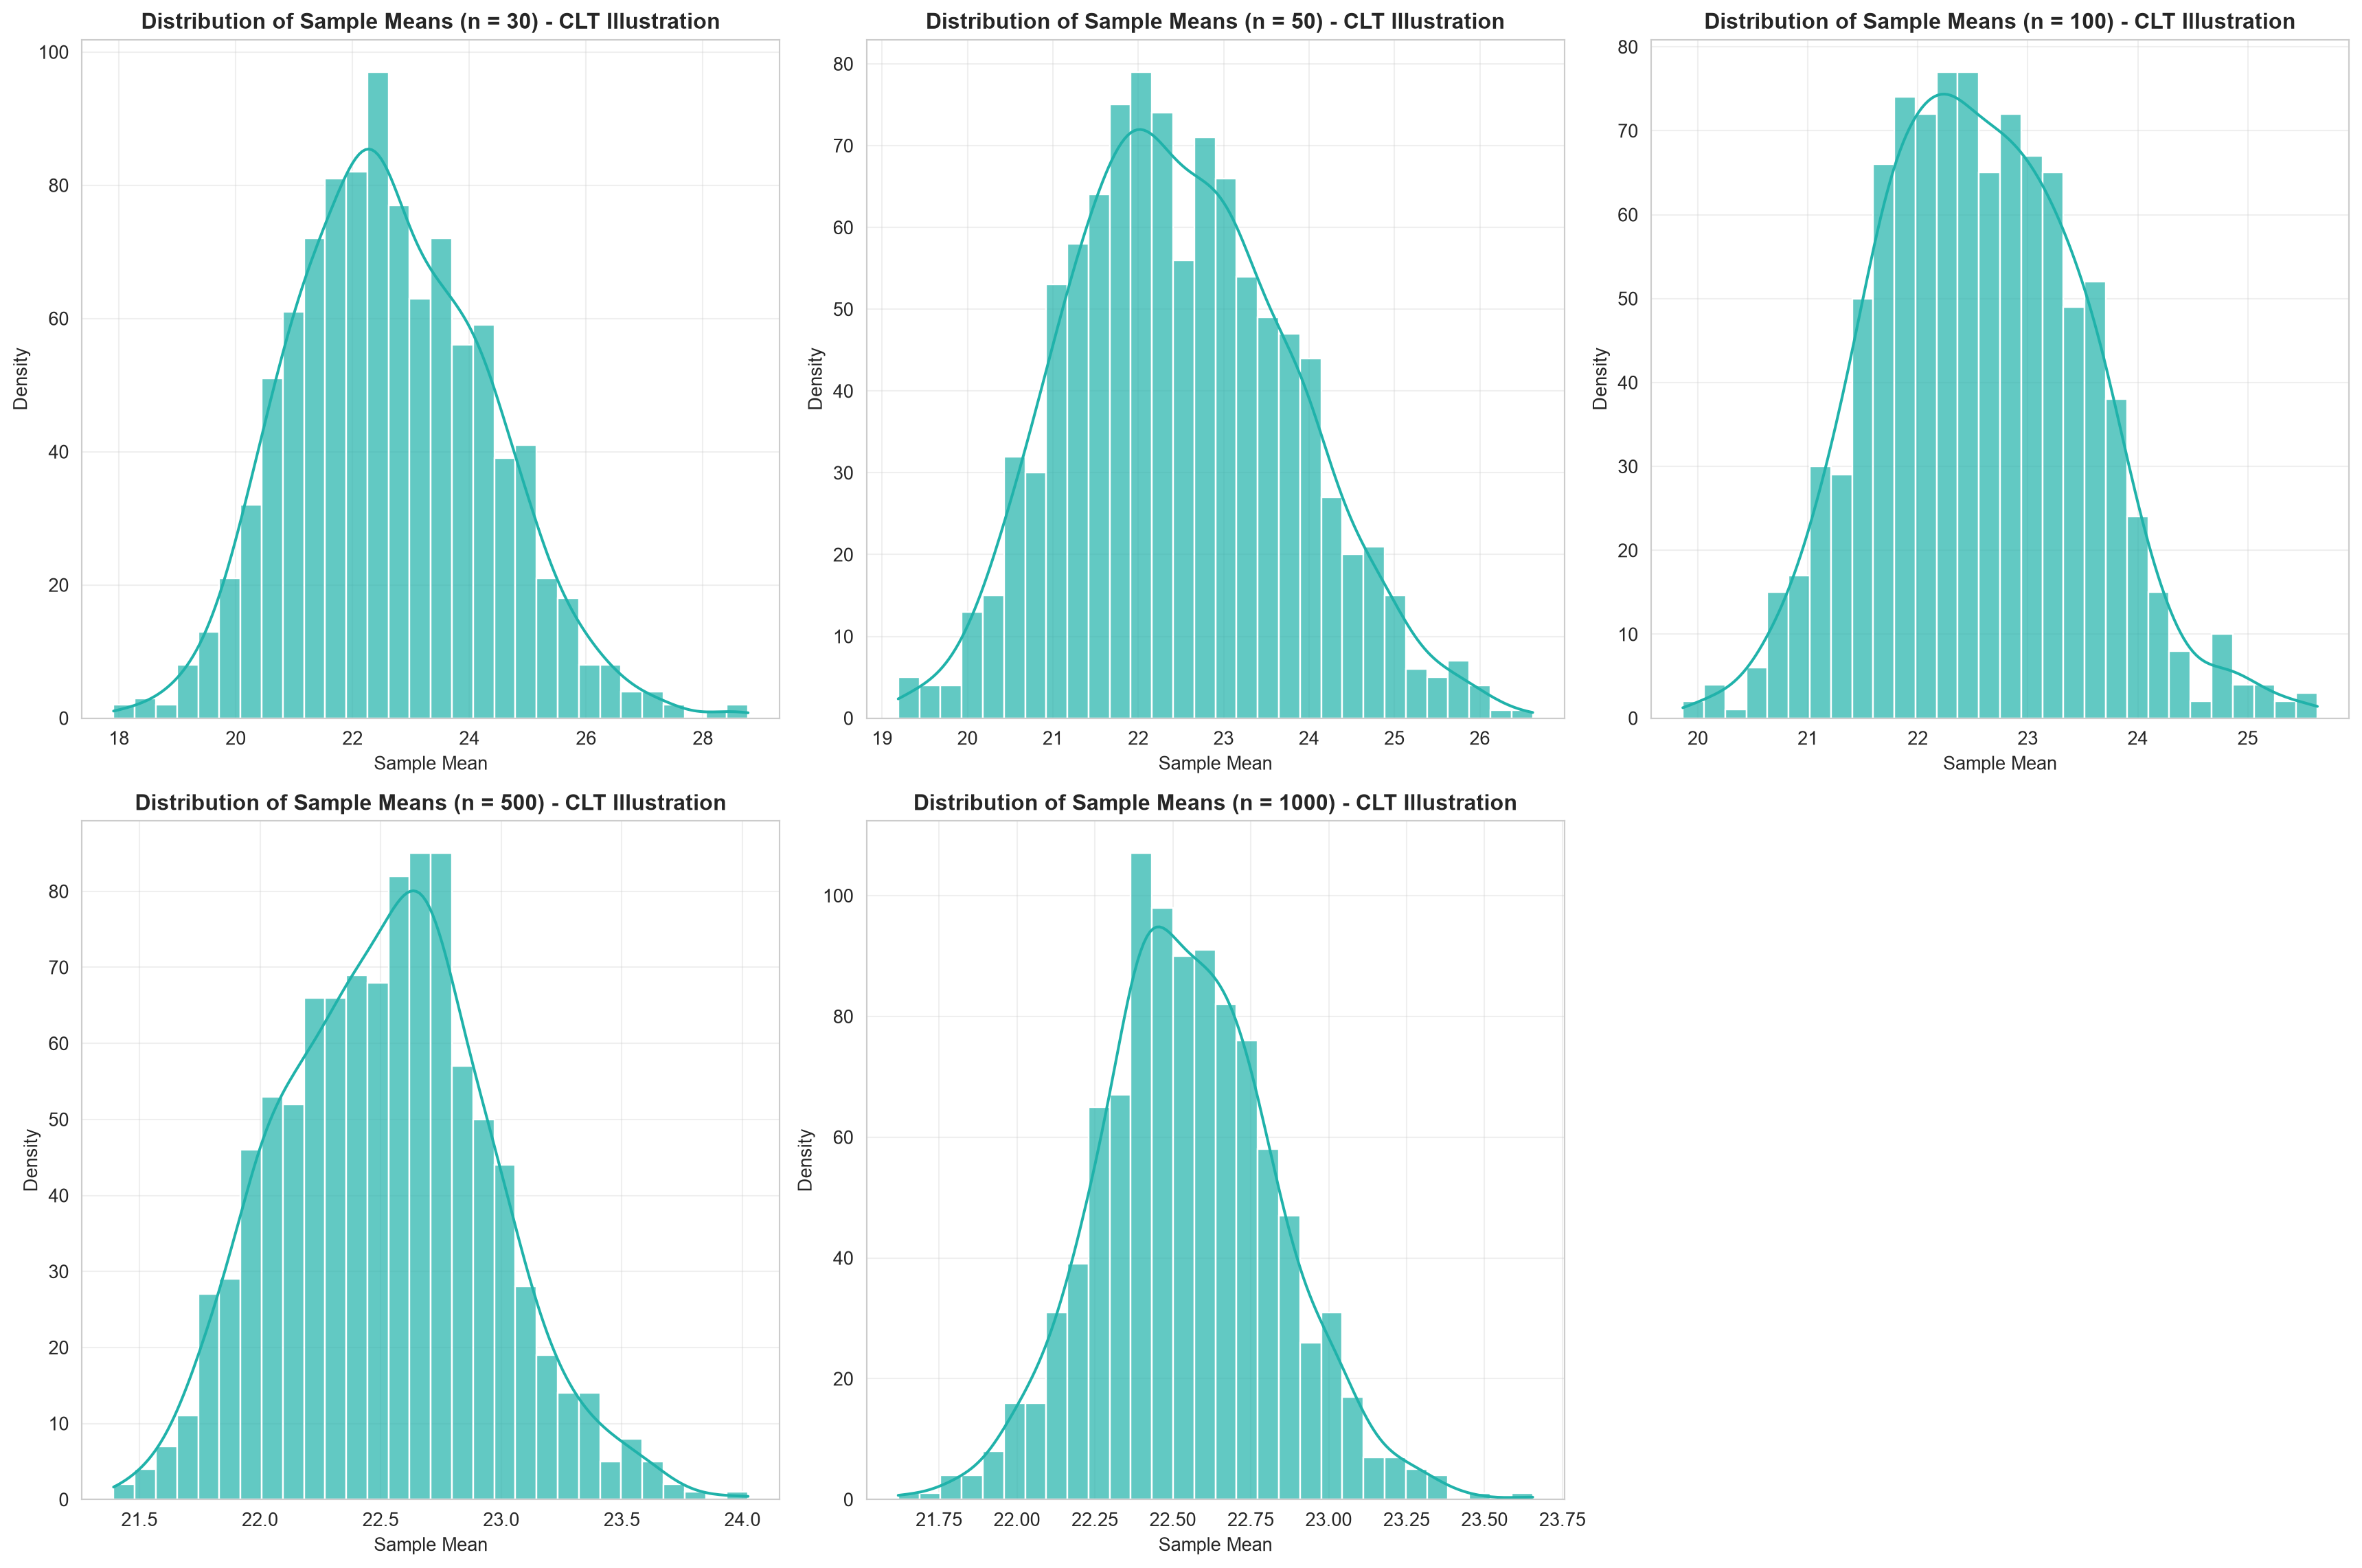 Distribution of Sample Means (n = 30) - CLT Illustration
100
80
60
40
20
0
Density
18 20 22 24 26 28
Sample Mean
Distribution of Sample Means (n = 50) - CLT Illustration
80
70
60
50
40
30
20
10
0
Density
19 20 21 22 23 24 25 26
Sample Mean
Distribution of Sample Means (n = 100) - CLT Illustration
80
70
60
50
40
30
20
10
0
Density
20 21 22 23 24 25
Sample Mean
Distribution of Sample Means (n = 500) - CLT Illustration
80
70
60
50
40
30
20
10
0
Density
21.5 22.0 22.5 23.0 23.5 24.0
Sample Mean
Distribution of Sample Means (n = 1000) - CLT Illustration
100
80
60
40
20
0
Density
21.75 22.00 22.25 22.50 22.75 23.00 23.25 23.50 23.75
Sample Mean